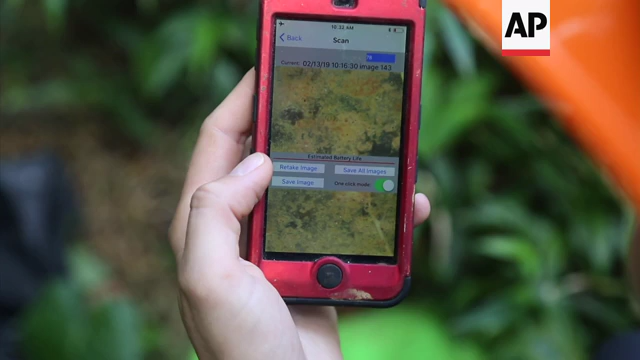 AP
10:32 AM
Back
Scan
Current: 02/13/19 10:16:30 image 143
Estimated Battery Life
Retake Image
Save All Images
Save Image
One click mode: